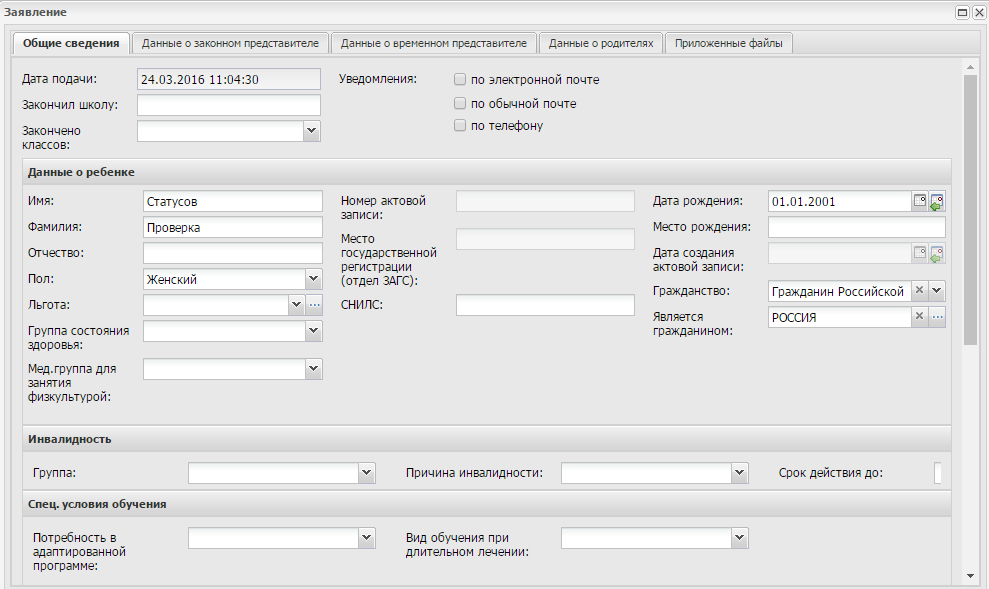 Заявление
Общие сведения
Данные о законном представителе
Данные о временном представителе
Данные о родителях
Приложенные файлы
Дата подачи:
24.03.2016 11:04:30
Уведомления:
по электронной почте
Закончил школу:
по обычной почте
Закончено
классов:
по телефону
Данные о ребенке
Имя:
Статусов
Фамилия:
Проверка
Отчество:
Пол:
Женский
Льгота:
Группа состояния
здоровья:
Мед.группа для
занятия
физкультурой:
Номер актовой
записи:
Место
государственной
регистрации
(отдел ЗАГС):
СНИЛС:
Дата рождения:
01.01.2001
Место рождения:
Дата создания
актовой записи:
Гражданство:
Гражданин Российской
Является
гражданином:
РОССИЯ
Инвалидность
Группа:
Причина инвалидности:
Срок действия до:
Спец. условия обучения
Потребность в
адаптированной
программе:
Вид обучения при
длительном лечении: